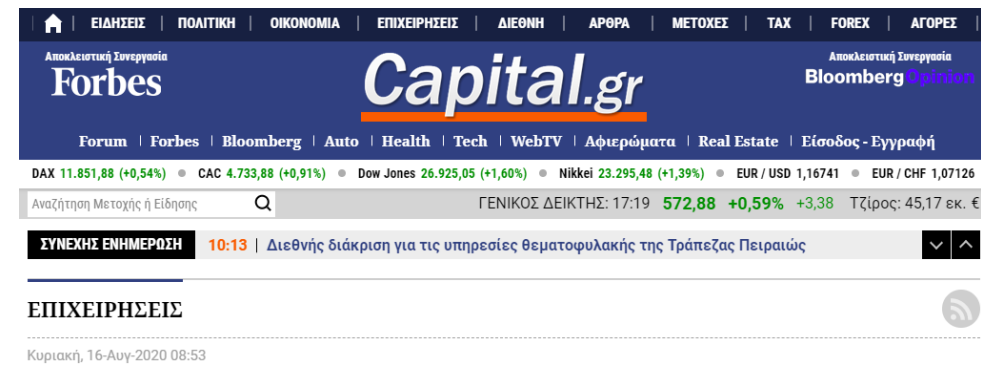 ΕΙΔΗΣΕΙΣ | ΠΟΛΙΤΙΚΗ | ΟΙΚΟΝΟΜΙΑ | ΕΠΙΧΕΙΡΗΣΕΙΣ | ΔΙΕΘΝΗ | ΑΡΘΡΑ | ΜΕΤΟΧΕΣ | TAX | FOREX | ΑΓΟΡΕΣ
Αποκλειστική Συνεργασία
Forbes
Capital.gr
Αποκλειστική Συνεργασία
Bloomberg Opinion
Forum | Forbes | Bloomberg | Auto | Health | Tech | WebTV | Αφιερώματα | Real Estate | Είσοδος - Εγγραφή
DAX 11.851,88 (+0,54%) CAC 4.733,88 (+0,91%) Dow Jones 26.925,05 (+1,60%) Nikkei 23.295,48 (+1,39%) EUR / USD 1,16741 EUR / CHF 1,07126
Αναζήτηση Μετοχής ή Είδησης ΓΕΝΙΚΟΣ ΔΕΙΚΤΗΣ: 17:19 572,88 +0,59% +3,38 Τζίρος: 45,17 εκ. €
ΣΥΝΕΧΗΣ ΕΝΗΜΕΡΩΣΗ 10:13 | Διεθνής διάκριση για τις υπηρεσίες θεματοφυλακής της Τράπεζας Πειραιώς
ΕΠΙΧΕΙΡΗΣΕΙΣ
Κυριακή, 16-Αυγ-2020 08:53